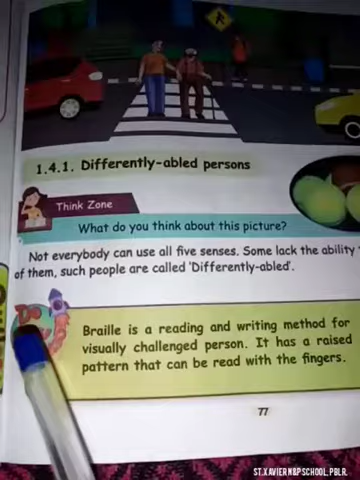 1.4.1. Differently-abled persons
Think Zone
What do you think about this picture?
Not everybody can use all five senses. Some lack the ability
of them, such people are called 'Differently-abled'.
Do
Braille is a reading and writing method for
visually challenged person. It has a raised
pattern that can be read with the fingers.
77
ST.XAVIER N&P SCHOOL, PBLR.